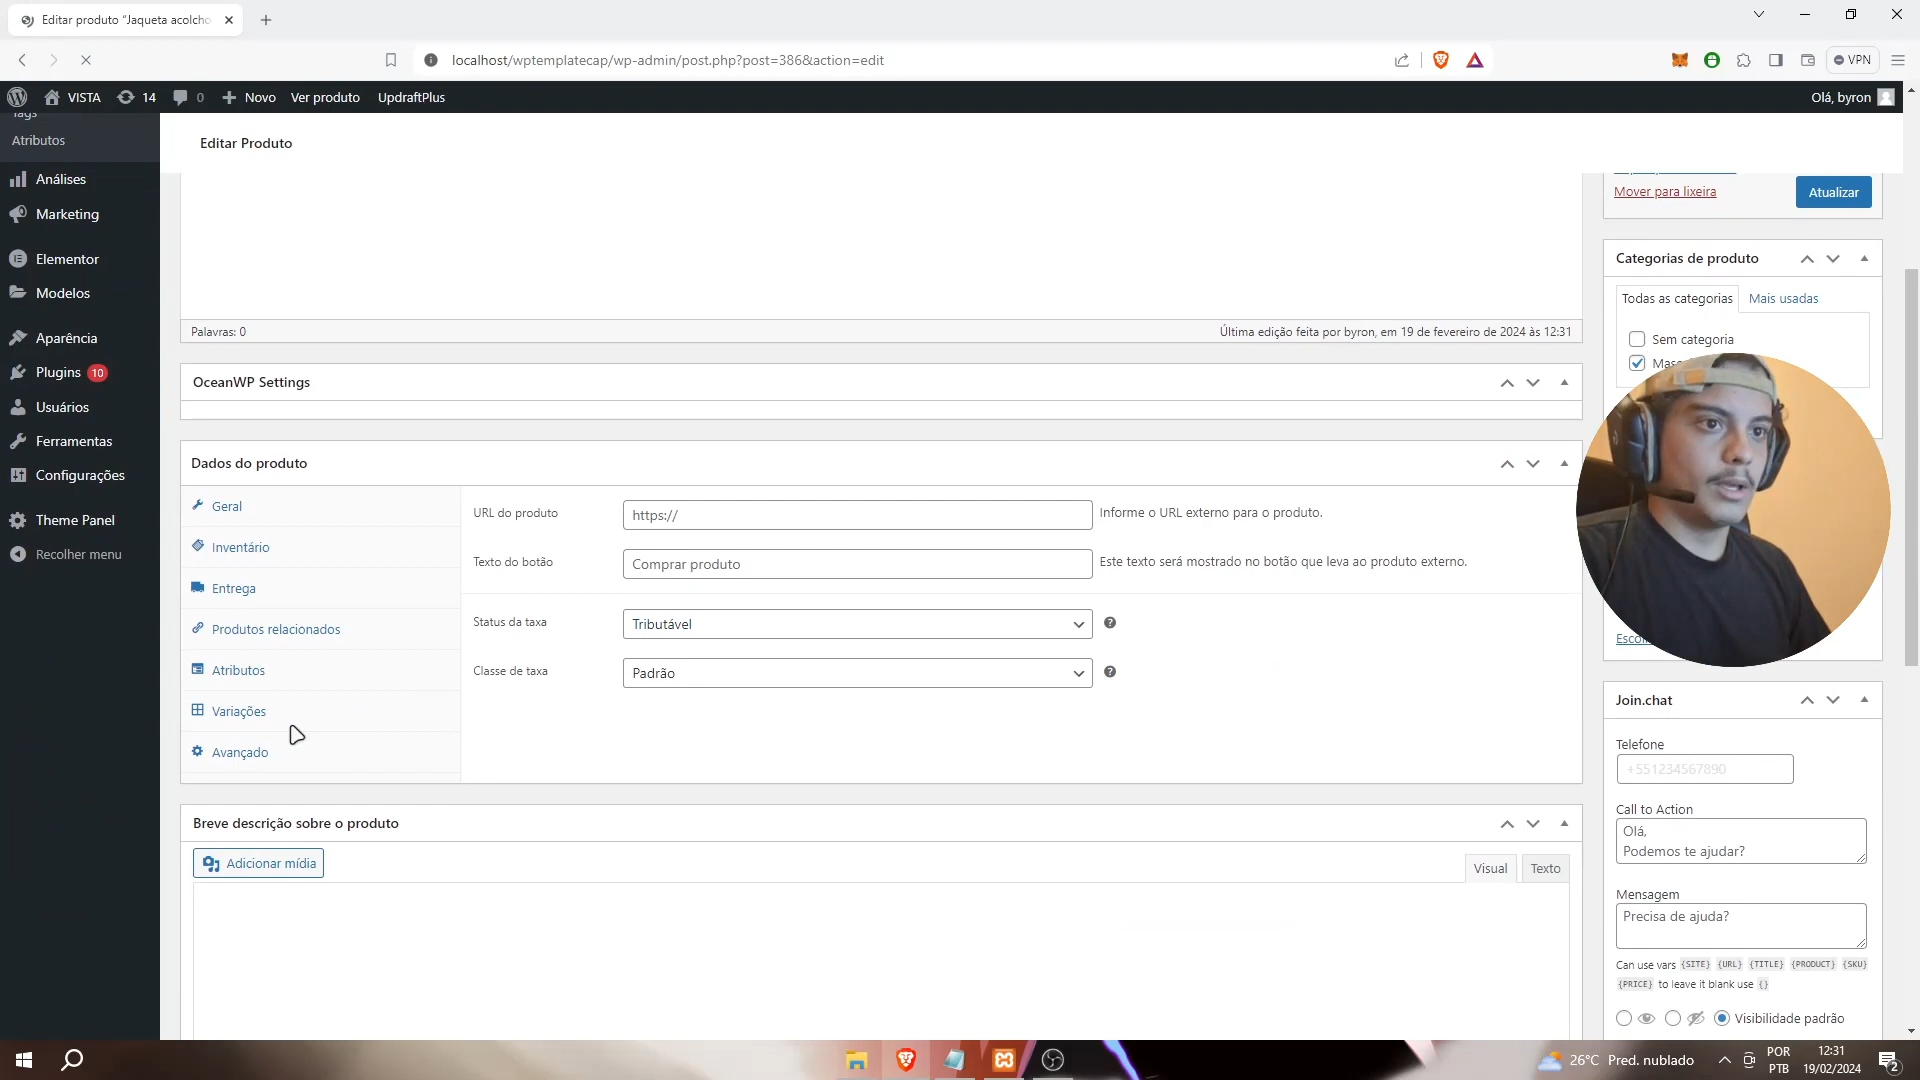 Editar produto “Jaqueta acolcho
localhost/wptemplatecap/wp-admin/post.php?post=386&action=edit
VPN
VISTA
14
0
Novo
Ver produto
UpdraftPlus
Olá, byron
Tags
Atributos
Análises
Marketing
Elementor
Modelos
Aparência
Plugins 10
Usuários
Ferramentas
Configurações
Theme Panel
Recolher menu
Editar Produto
Palavras: 0
Última edição feita por byron, em 19 de fevereiro de 2024 às 12:31
OceanWP Settings
Dados do produto
Geral
Inventário
Entrega
Produtos relacionados
Atributos
Variações
Avançado
URL do produto
https://
Informe o URL externo para o produto.
Texto do botão
Comprar produto
Este texto será mostrado no botão que leva ao produto externo.
Status da taxa
Tributável
Classe de taxa
Padrão
Breve descrição sobre o produto
Adicionar mídia
Visual
Texto
Mover para lixeira
Atualizar
Categorias de produto
Todas as categorias
Mais usadas
Sem categoria
Join.chat
Telefone
+551234567890
Call to Action
Olá,
Podemos te ajudar?
Mensagem
Precisa de ajuda?
Can use vars {SITE} {URL} {TITLE} {PRODUCT} {SKU}
{PRICE} to leave it blank use {}
Visibilidade padrão
26°C Pred. nublado
POR
PTB
12:31
19/02/2024
2